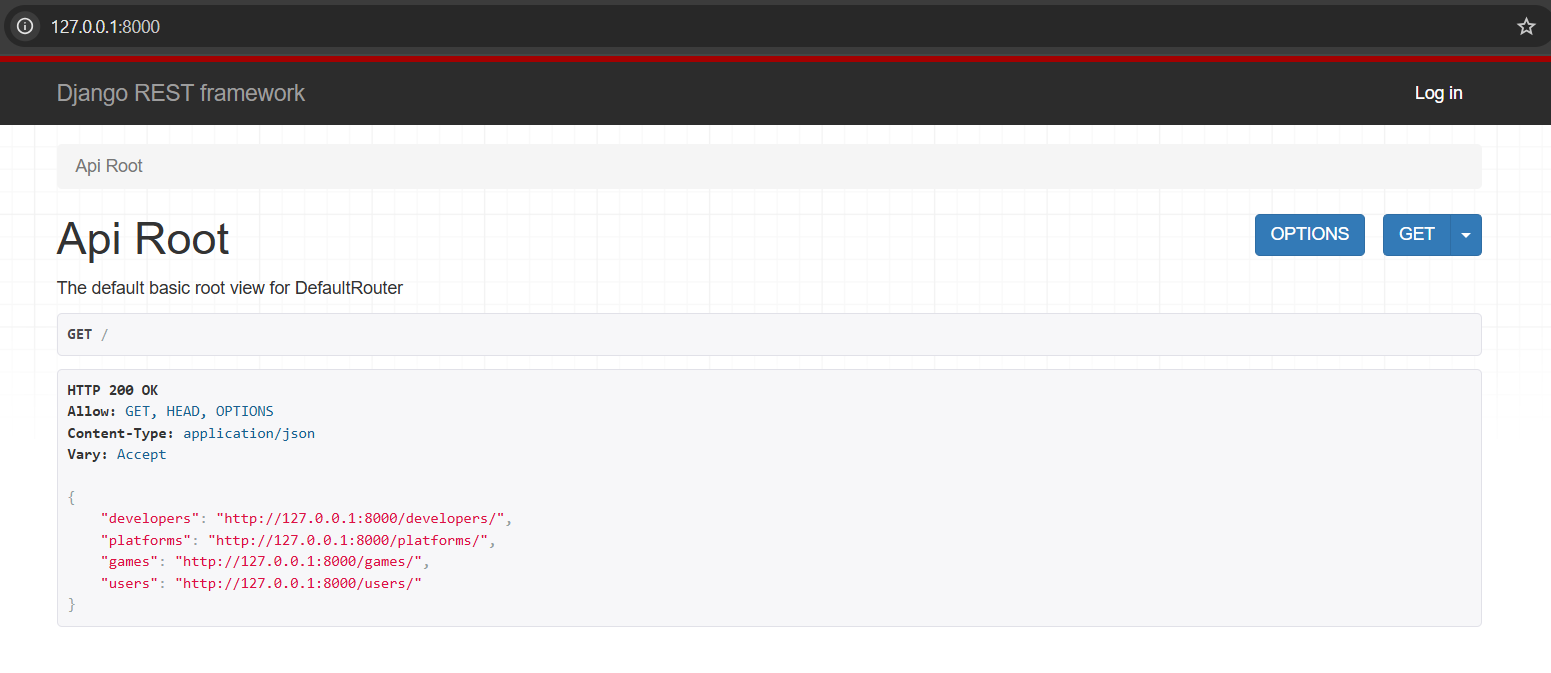 127.0.0.1:8000
Django REST framework
Log in
Api Root
Api Root
OPTIONS
GET
The default basic root view for DefaultRouter
GET /
HTTP 200 OK
Allow: GET, HEAD, OPTIONS
Content-Type: application/json
Vary: Accept
{
    "developers": "http://127.0.0.1:8000/developers/",
    "platforms": "http://127.0.0.1:8000/platforms/",
    "games": "http://127.0.0.1:8000/games/",
    "users": "http://127.0.0.1:8000/users/"
}